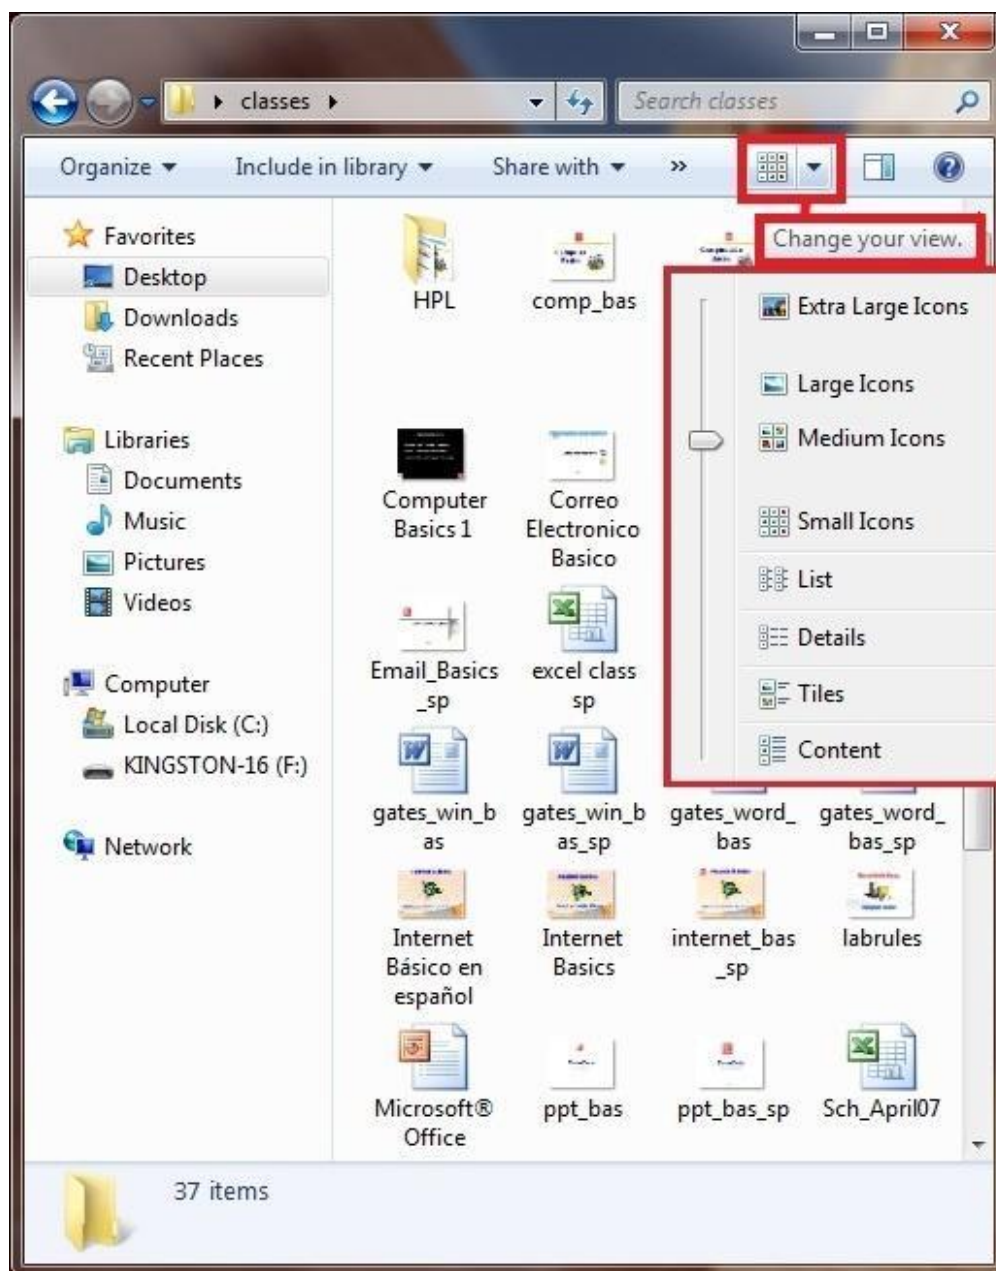 classes
Search classes
Organize
Include in library
Share with
»
Change your view.
Favorites
Desktop
Downloads
Recent Places
Libraries
Documents
Music
Pictures
Videos
Computer
Local Disk (C:)
KINGSTON-16 (F:)
Network
HPL
comp_bas
Computer
Basics 1
Correo
Electronico
Basico
Email_Basics
_sp
excel class
sp
gates_win_b
as
gates_win_b
as_sp
gates_word_
bas
gates_word_
bas_sp
Internet
Básico en
español
Internet
Basics
internet_bas
_sp
labrules
Microsoft®
Office
ppt_bas
ppt_bas_sp
Sch_April07
Extra Large Icons
Large Icons
Medium Icons
Small Icons
List
Details
Tiles
Content
37 items